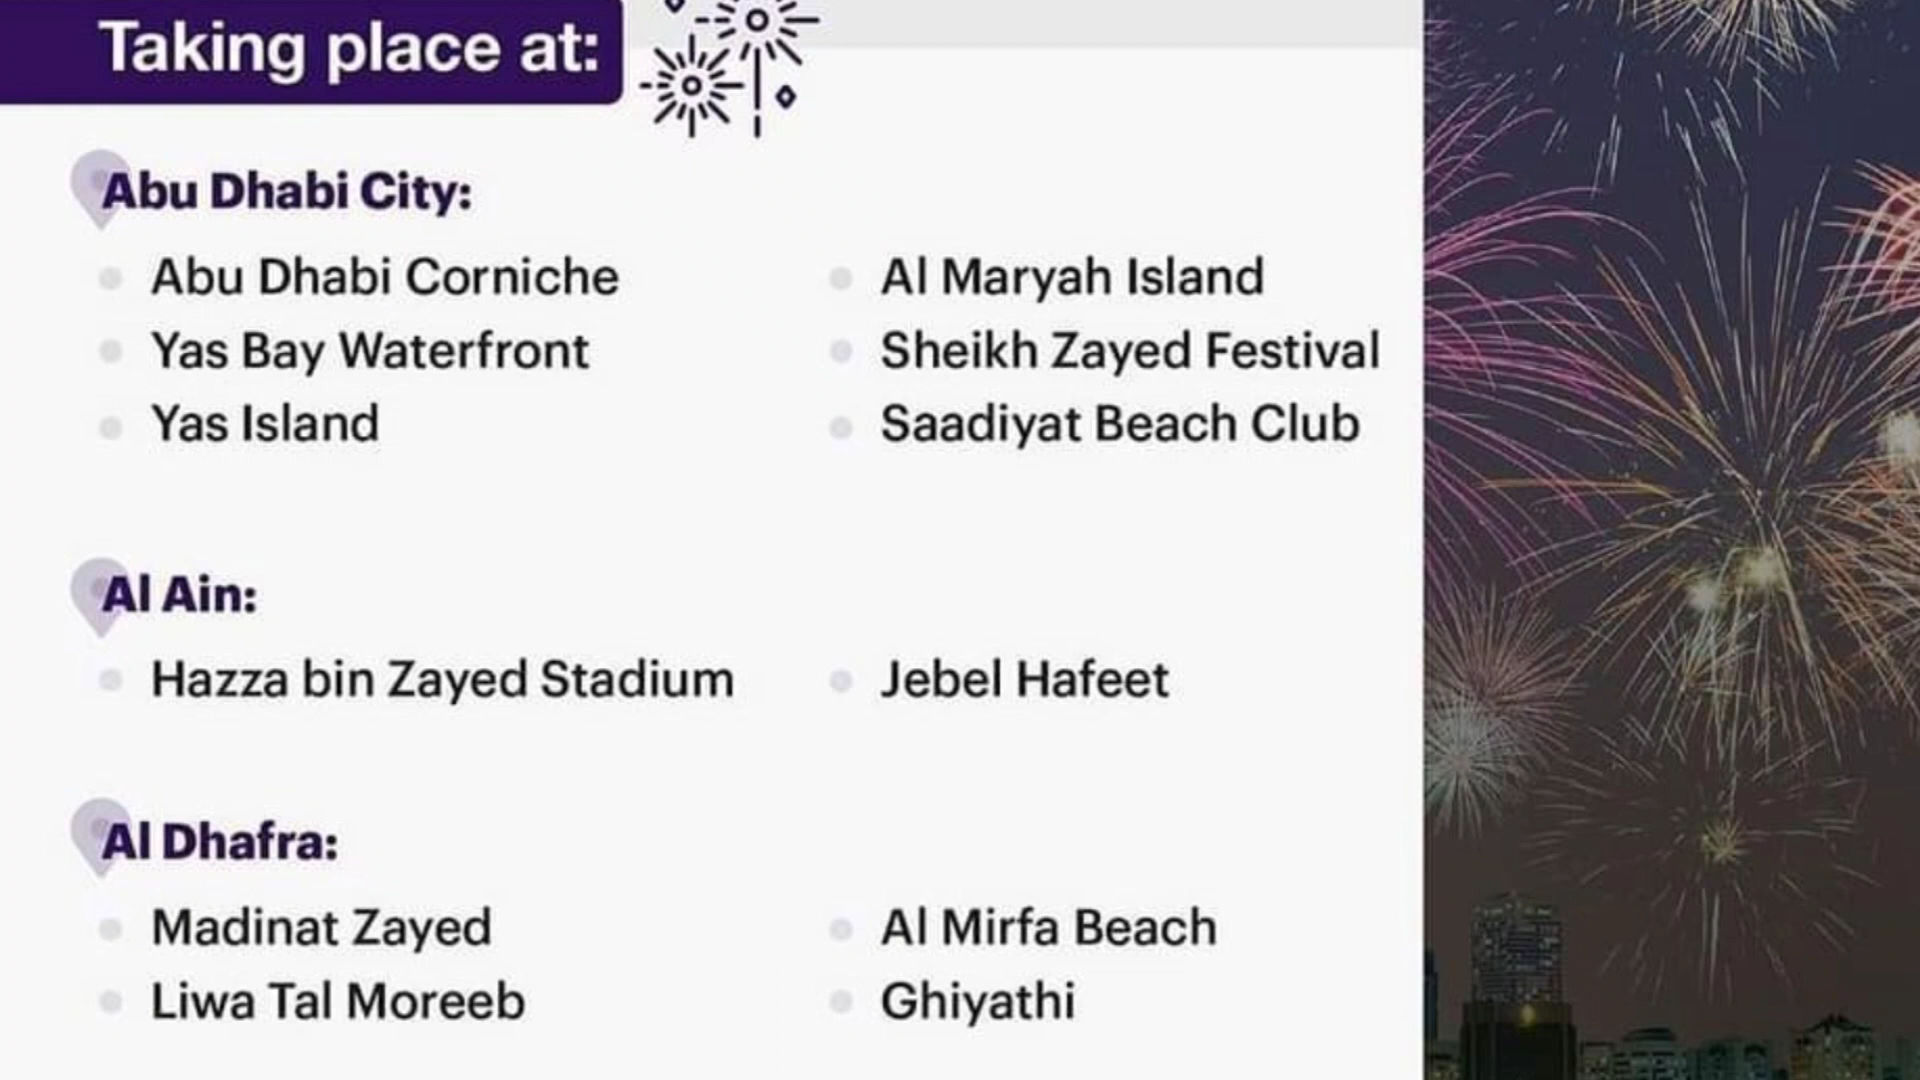 Taking place at:
Abu Dhabi City:
Abu Dhabi Corniche
Yas Bay Waterfront
Yas Island
Al Maryah Island
Sheikh Zayed Festival
Saadiyat Beach Club
Al Ain:
Hazza bin Zayed Stadium
Jebel Hafeet
Al Dhafra:
Madinat Zayed
Liwa Tal Moreeb
Al Mirfa Beach
Ghiyathi